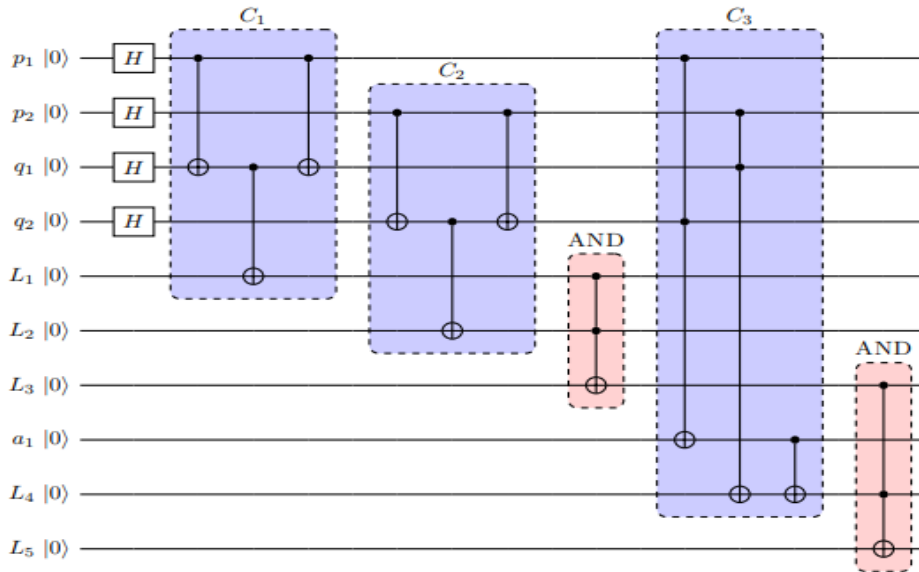 C₁
C₃
C₂
p₁ |0⟩ H
p₂ |0⟩ H
q₁ |0⟩ H
q₂ |0⟩ H
AND
L₁ |0⟩
L₂ |0⟩
AND
L₃ |0⟩
a₁ |0⟩
L₄ |0⟩
L₅ |0⟩